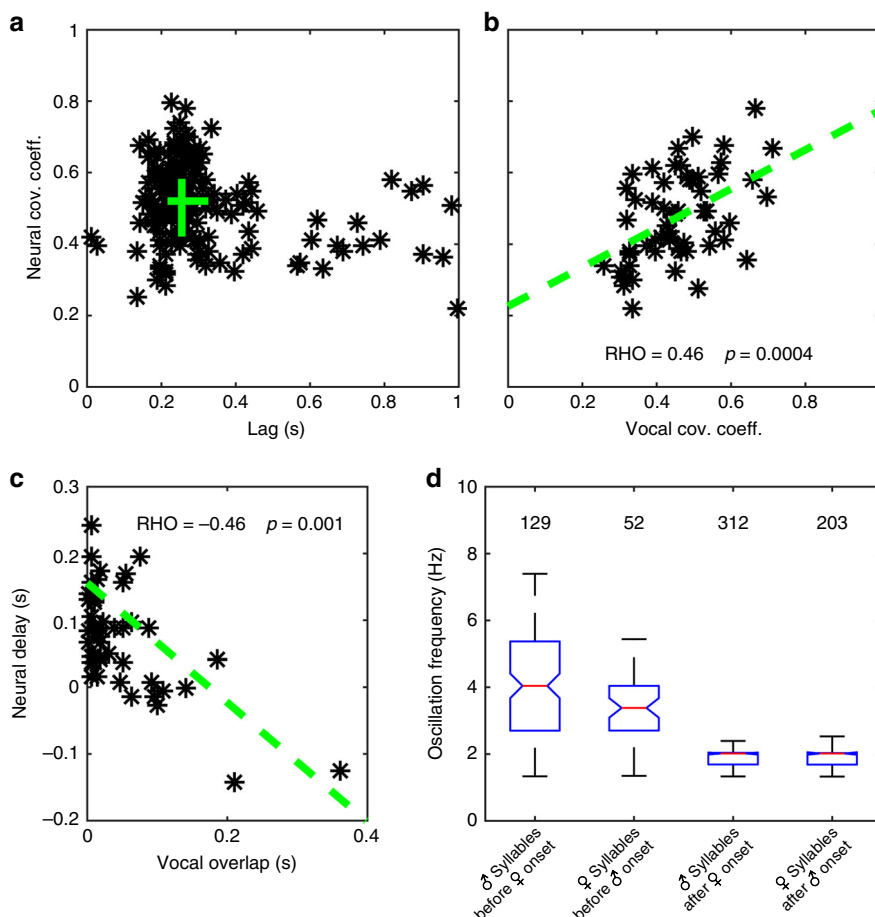 a
1
0.8
0.6
0.4
0.2
0
Neural cov. coeff.
0 0.2 0.4 0.6 0.8 1
Lag (s)
b
RHO = 0.46 p = 0.0004
0 0.2 0.4 0.6 0.8
Vocal cov. coeff.
c
0.3
0.2
0.1
0
–0.1
–0.2
Neural delay (s)
RHO = –0.46 p = 0.001
0 0.2 0.4
Vocal overlap (s)
d
10
8
6
4
2
0
Oscillation frequency (Hz)
129 52 312 203
♂ Syllables
before ♀ onset
♀ Syllables
before ♂ onset
♂ Syllables
after ♀ onset
♀ Syllables
after ♂ onset